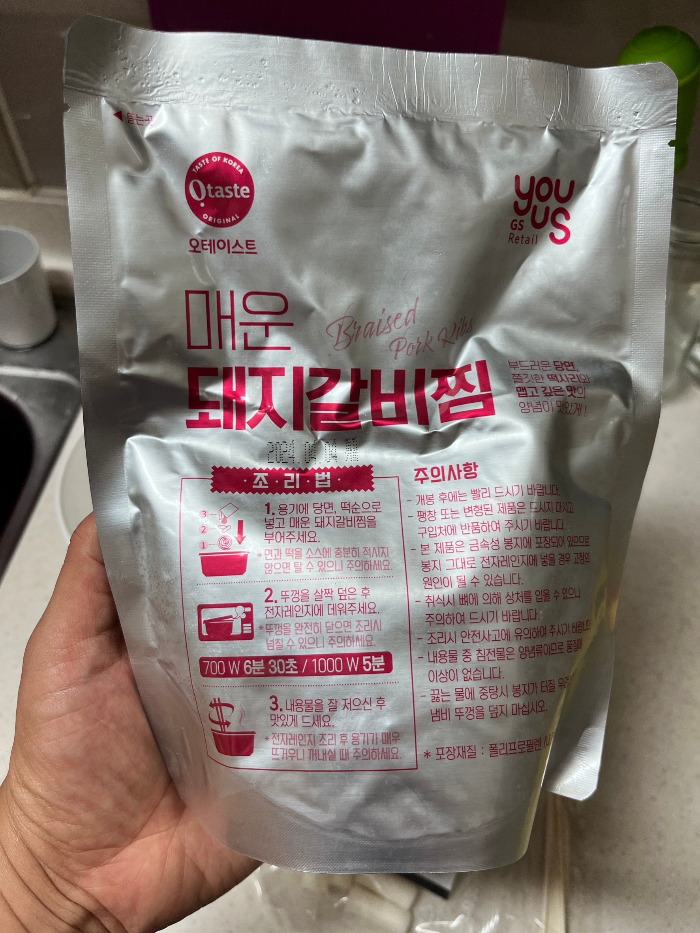 ◀ 뜯는곳
TASTE OF KOREA
O!taste
ORIGINAL
오테이스트
you
us
GS
Retail
매운
Braised
Pork Ribs
돼지갈비찜
부드러운 당면,
쫄깃한 떡사리와
맵고 깊은 맛의
양념이 맛있게!
2024.04.04
·조·리·법·
1. 용기에 당면, 떡순으로
넣고 매운 돼지갈비찜을
부어주세요.
* 면과 떡을 소스에 충분히 적시지
않으면 탈 수 있으니 주의하세요.
3
2
1
2. 뚜껑을 살짝 덮은 후
전자레인지에 데워주세요.
* 뚜껑을 완전히 닫으면 조리시
넘칠 수 있으니 주의하세요.
700 W 6분 30초 / 1000 W 5분
3. 내용물을 잘 저으신 후
맛있게 드세요.
* 전자레인지 조리 후 용기가 매우
뜨거우니 꺼내실 때 주의하세요.
주의사항
- 개봉 후에는 빨리 드시기 바랍니다.
- 팽창 또는 변형된 제품은 드시지 마시고
구입처에 반품하여 주시기 바랍니다.
- 본 제품은 금속성 봉지에 포장되어 있으므로
봉지 그대로 전자레인지에 넣을 경우 고장의
원인이 될 수 있습니다.
- 취식시 뼈에 의해 상처를 입을 수 있으니
주의하여 드시기 바랍니다.
- 조리시 안전사고에 유의하여 주시기 바랍니다
- 내용물 중 침전물은 양념류이므로 품질에
이상이 없습니다.
- 끓는 물에 중탕시 봉지가 터질 우려
냄비 뚜껑을 덮지 마십시오.
* 포장재질 : 폴리프로필렌